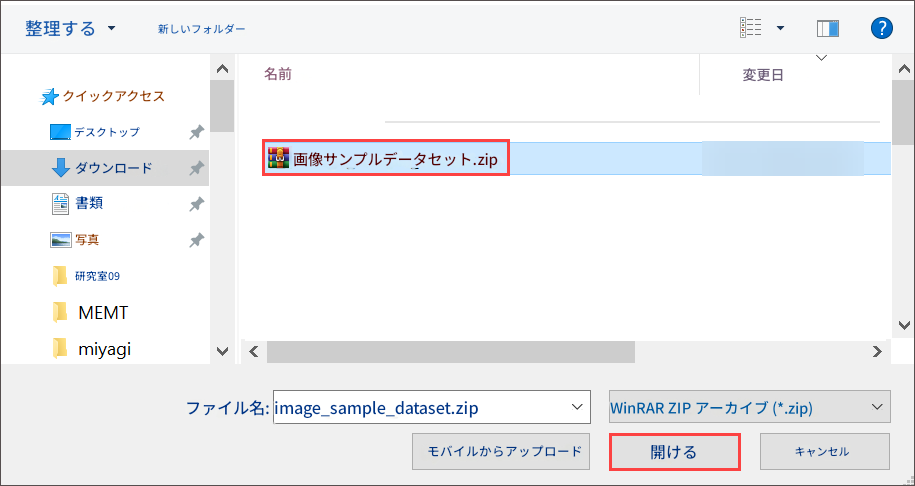 整理する
新しいフォルダー
?
名前
変更日
クイックアクセス
デスクトップ
ダウンロード
書類
写真
研究室09
MEMT
miyagi
画像サンプルデータセット.zip
ファイル名:
image_sample_dataset.zip
WinRAR ZIP アーカイブ (*.zip)
モバイルからアップロード
開ける
キャンセル